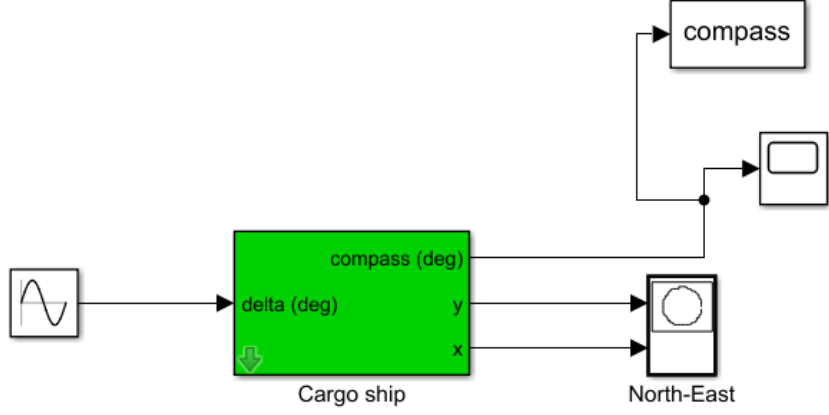 compass
compass (deg)
delta (deg)
y
x
Cargo ship
North-East